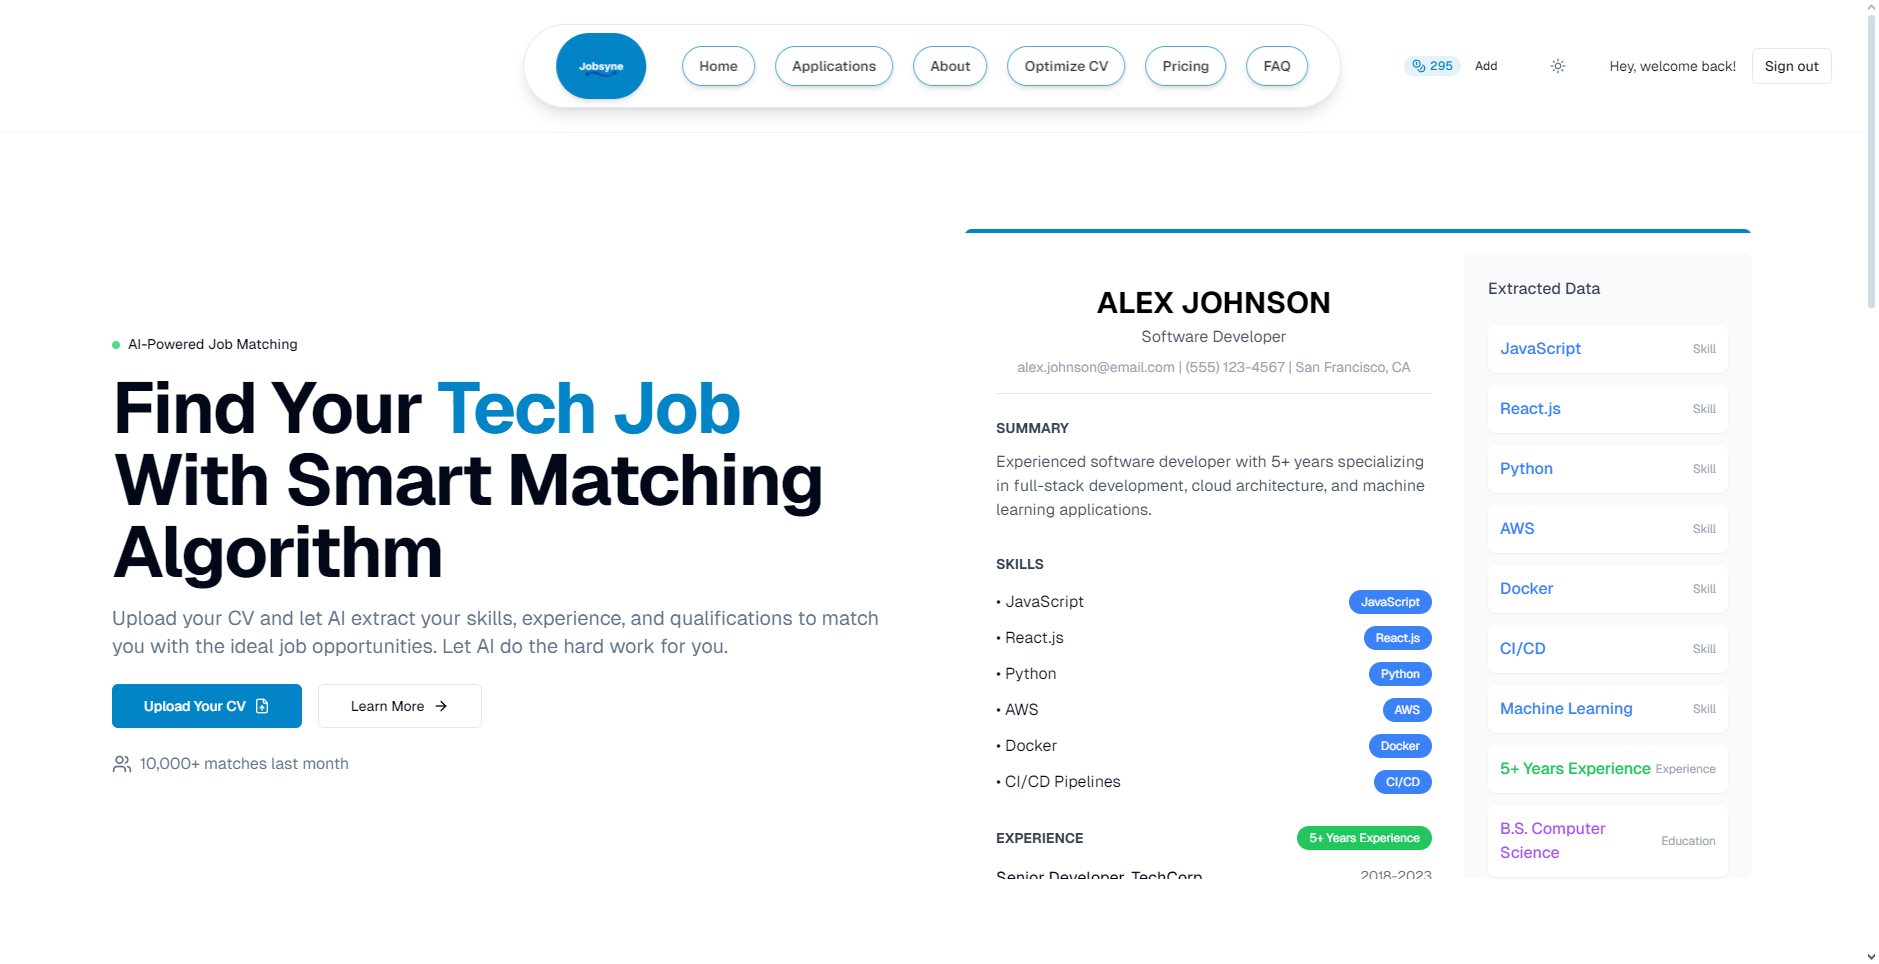 Jobsyne
Home
Applications
About
Optimize CV
Pricing
FAQ
295
Add
Hey, welcome back!
Sign out
AI-Powered Job Matching
Find Your Tech Job
With Smart Matching
Algorithm
Upload your CV and let AI extract your skills, experience, and qualifications to match
you with the ideal job opportunities. Let AI do the hard work for you.
Upload Your CV
Learn More
10,000+ matches last month
ALEX JOHNSON
Software Developer
alex.johnson@email.com | (555) 123-4567 | San Francisco, CA
SUMMARY
Experienced software developer with 5+ years specializing
in full-stack development, cloud architecture, and machine
learning applications.
SKILLS
• JavaScript JavaScript
• React.js React.js
• Python Python
• AWS AWS
• Docker Docker
• CI/CD Pipelines CI/CD
EXPERIENCE 5+ Years Experience
Senior Developer, TechCorp 2018-2023
Extracted Data
JavaScript Skill
React.js Skill
Python Skill
AWS Skill
Docker Skill
CI/CD Skill
Machine Learning Skill
5+ Years Experience Experience
B.S. Computer
Science
Education